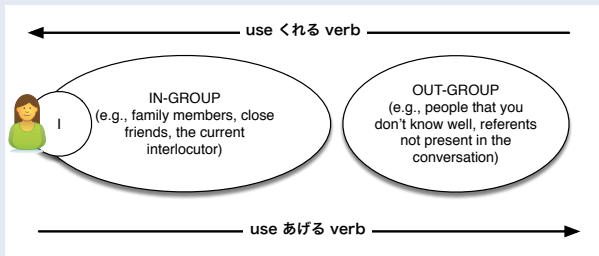 use くれる verb
I
IN-GROUP
(e.g., family members, close
friends, the current
interlocutor)
OUT-GROUP
(e.g., people that you
don't know well, referents
not present in the
conversation)
use あげる verb